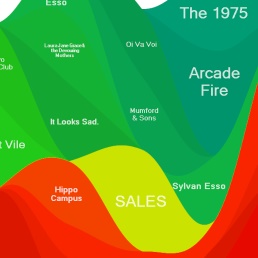 Esso
The 1975
Laura Jane Grace & the Devouring Mothers
Oi Va Voi
Club
Arcade
Fire
It Looks Sad.
Mumford
& Sons
Vile
Hippo
Campus
SALES
Sylvan Esso